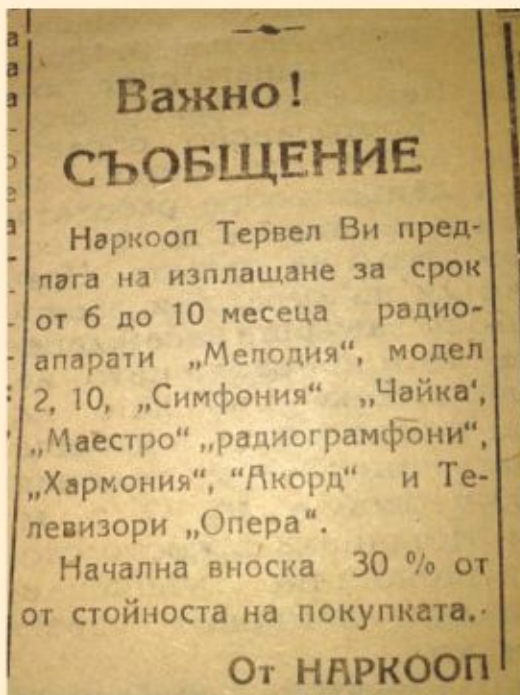 Важно!
СЪОБЩЕНИЕ
Наркооп Тервел Ви пред-
лага на изплащане за срок
от 6 до 10 месеца радио-
апарати „Мелодия“, модел
2, 10, „Симфония“ „Чайка‘,
„Маестро“ „радиограмфони“,
„Хармония“, “Акорд“ и Те-
левизори „Опера“.
Начална вноска 30 % от
от стойноста на покупката.
От НАРКООП